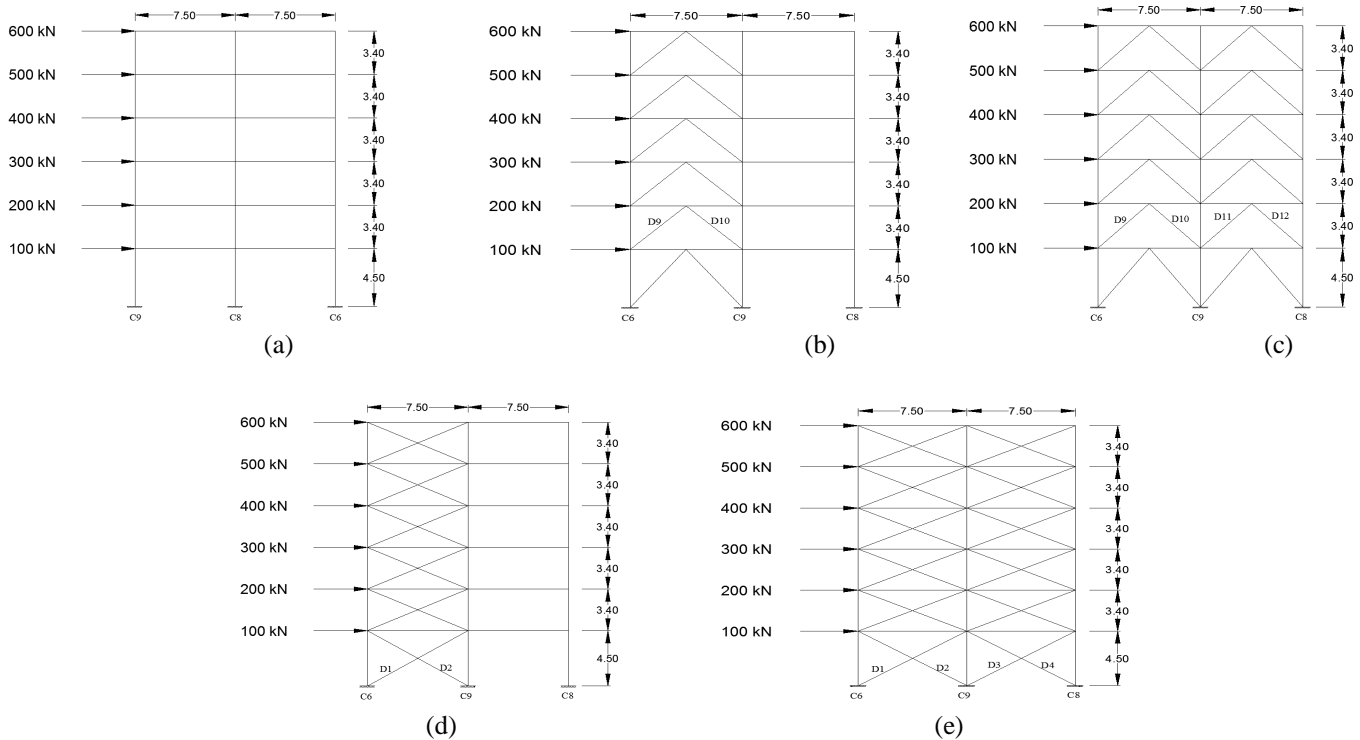 7.50 7.50
600 kN
500 kN
400 kN
300 kN
200 kN
100 kN
3.40
3.40
3.40
3.40
3.40
4.50
C9 C8 C6
(a)
7.50 7.50
600 kN
500 kN
400 kN
300 kN
200 kN
100 kN
D9 D10
3.40
3.40
3.40
3.40
3.40
4.50
C6 C9 C8
(b)
7.50 7.50
600 kN
500 kN
400 kN
300 kN
200 kN
100 kN
D9 D10 D11 D12
3.40
3.40
3.40
3.40
3.40
4.50
C6 C9 C8
(c)
7.50 7.50
600 kN
500 kN
400 kN
300 kN
200 kN
100 kN
D1 D2
3.40
3.40
3.40
3.40
3.40
4.50
C6 C9 C8
(d)
7.50 7.50
600 kN
500 kN
400 kN
300 kN
200 kN
100 kN
D1 D2 D3 D4
3.40
3.40
3.40
3.40
3.40
4.50
C6 C9 C8
(e)